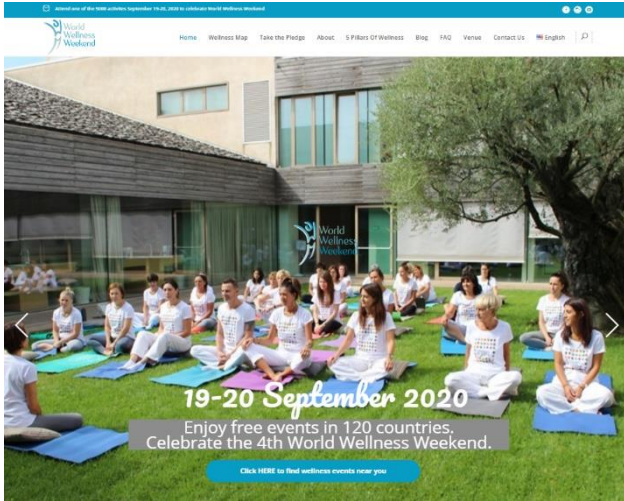 Attend one of the 5000 activities September 19-20, 2020 to celebrate World Wellness Weekend
World
Wellness
Weekend
Home Wellness Map Take the Pledge About 5 Pillars Of Wellness Blog FAQ Venue Contact Us English
World
Wellness
Weekend
19-20 September 2020
Enjoy free events in 120 countries.
Celebrate the 4th World Wellness Weekend.
Click HERE to find wellness events near you